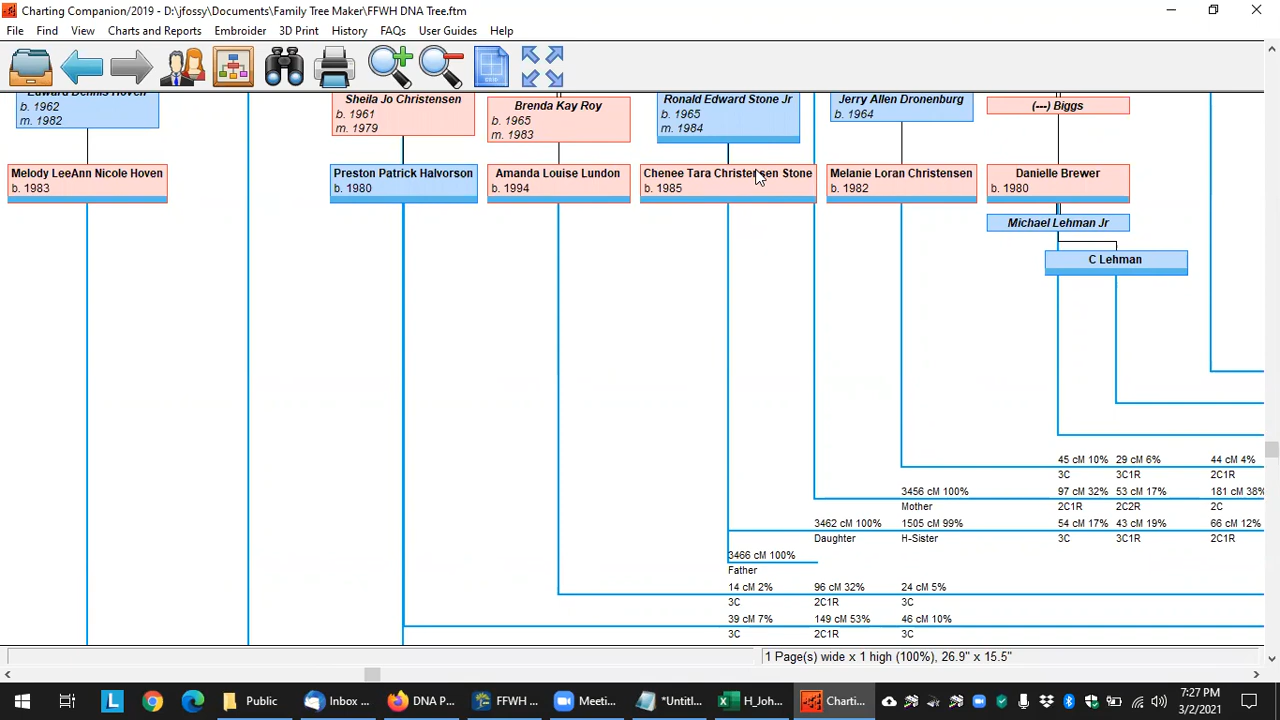 Charting Companion/2019 - D:\jfossy\Documents\Family Tree Maker\FFWH DNA Tree.ftm
File Find View Charts and Reports Embroider 3D Print History FAQs User Guides Help
Edward Dennis Hoven
b. 1962
m. 1982
Sheila Jo Christensen
b. 1961
m. 1979
Brenda Kay Roy
b. 1965
m. 1983
Ronald Edward Stone Jr
b. 1965
m. 1984
Jerry Allen Dronenburg
b. 1964
(---) Biggs
Melody LeeAnn Nicole Hoven
b. 1983
Preston Patrick Halvorson
b. 1980
Amanda Louise Lundon
b. 1994
Chenee Tara Christensen Stone
b. 1985
Melanie Loran Christensen
b. 1982
Danielle Brewer
b. 1980
Michael Lehman Jr
C Lehman
45 cM 10% 29 cM 6% 44 cM 4%
3C 3C1R 2C1R
3456 cM 100% 97 cM 32% 53 cM 17% 181 cM 38%
Mother 2C1R 2C2R 2C
3462 cM 100% 1505 cM 99% 54 cM 17% 43 cM 19% 66 cM 12%
Daughter H-Sister 3C 3C1R 2C1R
3466 cM 100%
Father
14 cM 2% 96 cM 32% 24 cM 5%
3C 2C1R 3C
39 cM 7% 149 cM 53% 46 cM 10%
3C 2C1R 3C
1 Page(s) wide x 1 high (100%), 26.9" x 15.5"
L Public Inbox ... DNA P... FFWH ... Meeti... *Untitl... H_Joh... Charti...
7:27 PM
3/2/2021